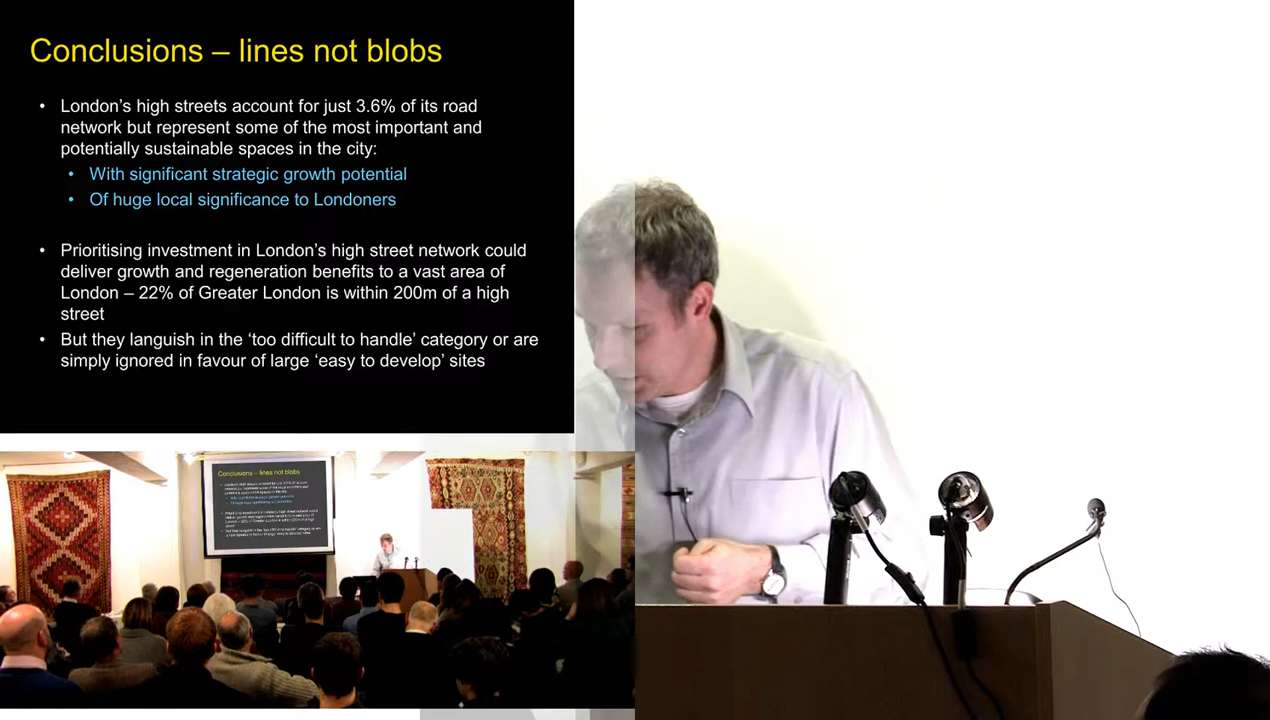 Conclusions – lines not blobs
• London's high streets account for just 3.6% of its road
network but represent some of the most important and
potentially sustainable spaces in the city:
• With significant strategic growth potential
• Of huge local significance to Londoners
• Prioritising investment in London's high street network could
deliver growth and regeneration benefits to a vast area of
London – 22% of Greater London is within 200m of a high
street
• But they languish in the ‘too difficult to handle’ category or are
simply ignored in favour of large ‘easy to develop’ sites
Conclusions – lines not blobs